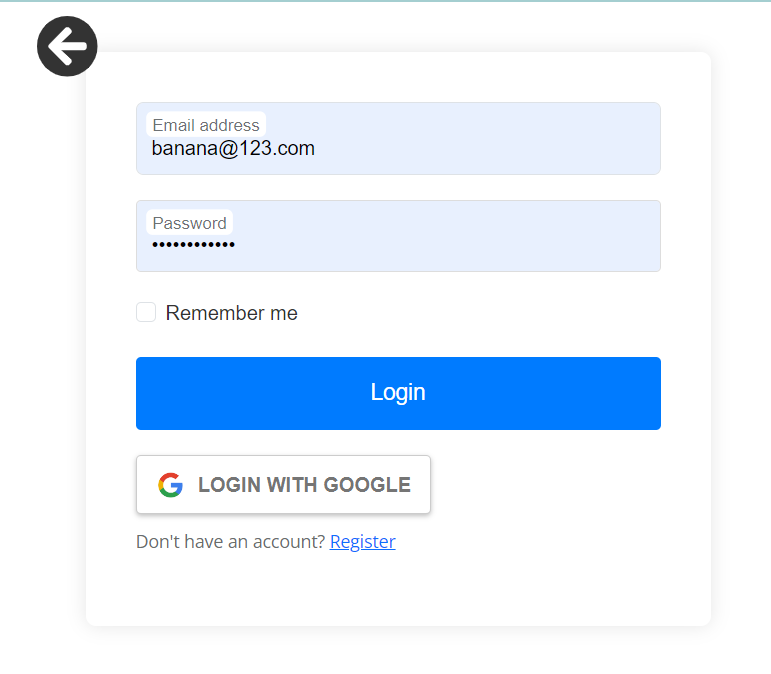 Email address
banana@123.com
Password
••••••••••••
Remember me
Login
LOGIN WITH GOOGLE
Don't have an account? Register